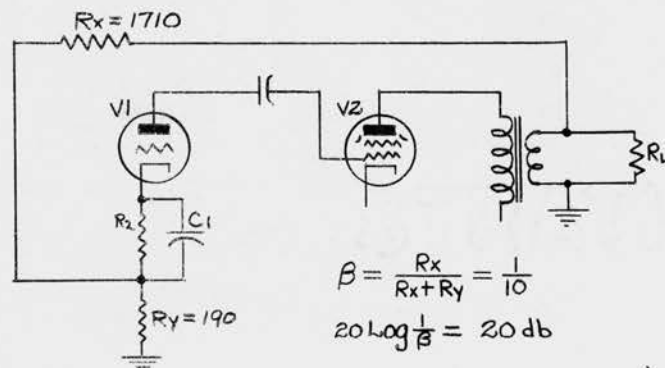 Rx = 1710
V1
V2
RL
R2
C1
Ry = 190
β = Rx / Rx + Ry = 1 / 10
20 Log 1/β = 20 db